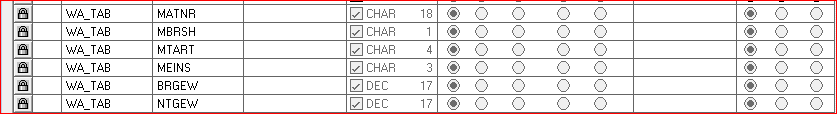 WA_TAB MATNR CHAR 18
WA_TAB MBRSH CHAR 1
WA_TAB MTART CHAR 4
WA_TAB MEINS CHAR 3
WA_TAB BRGEW DEC 17
WA_TAB NTGEW DEC 17